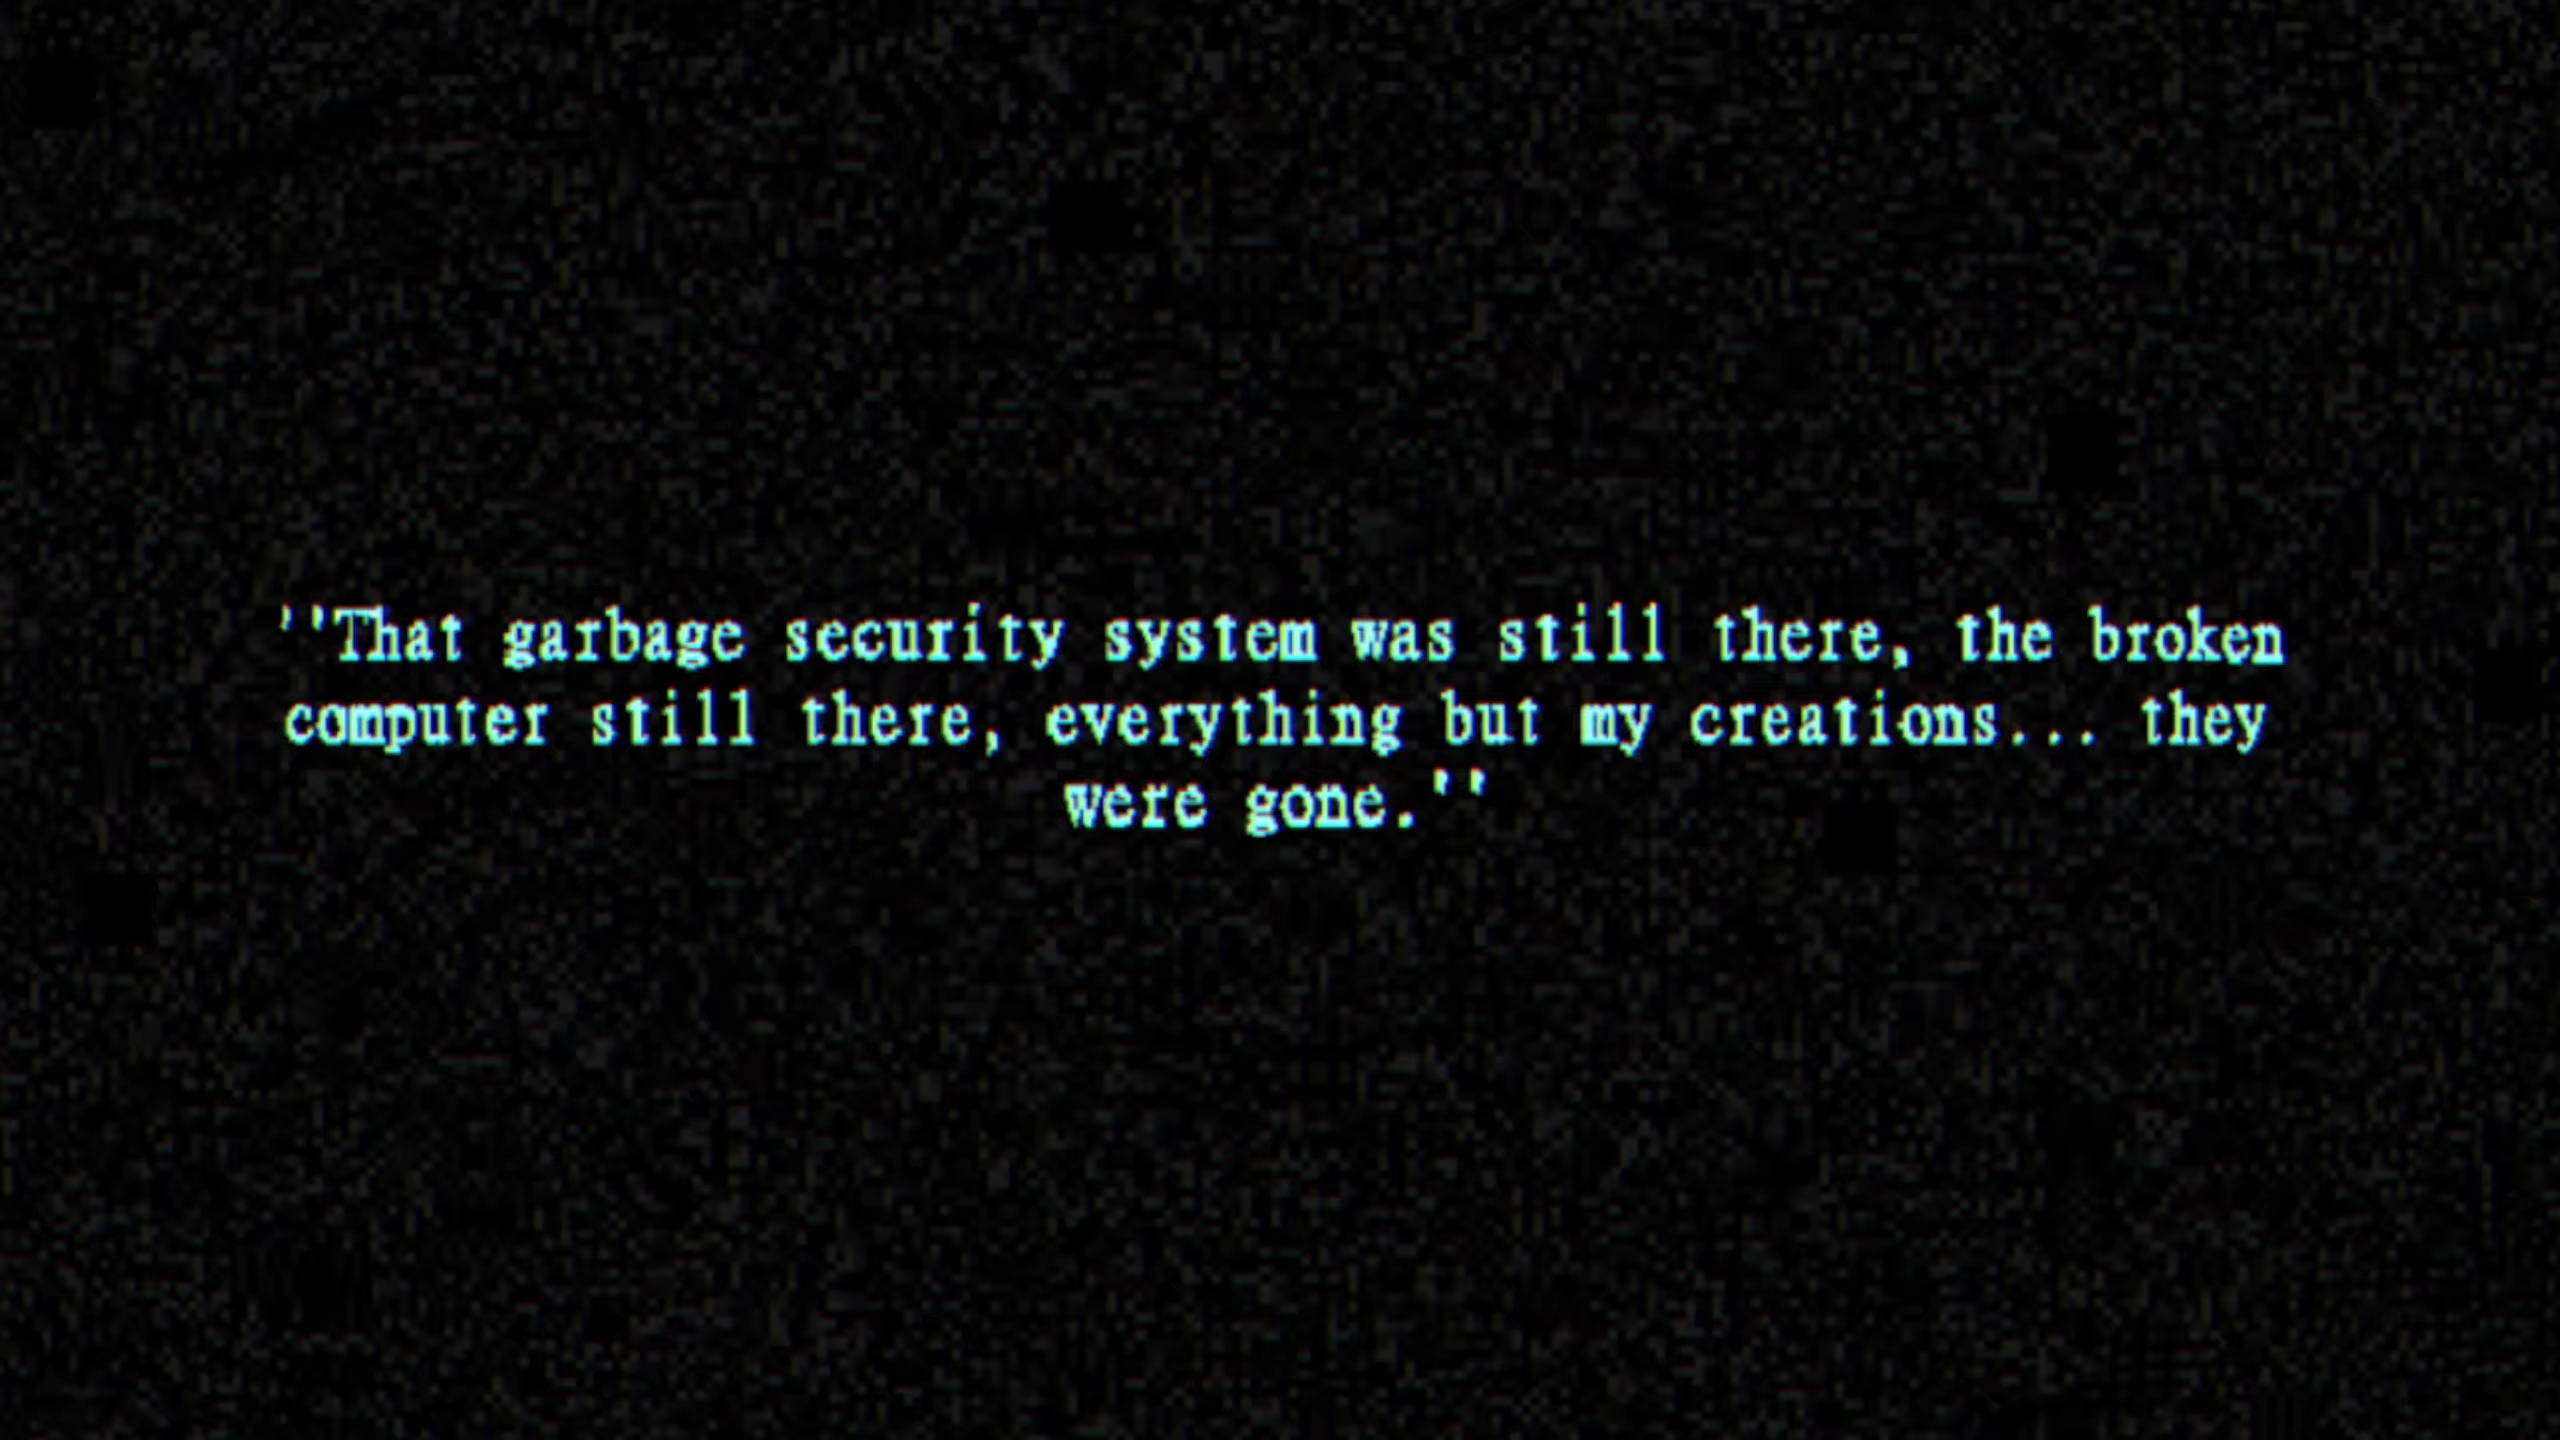 ''That garbage security system was still there, the broken
computer still there, everything but my creations... they
were gone.''